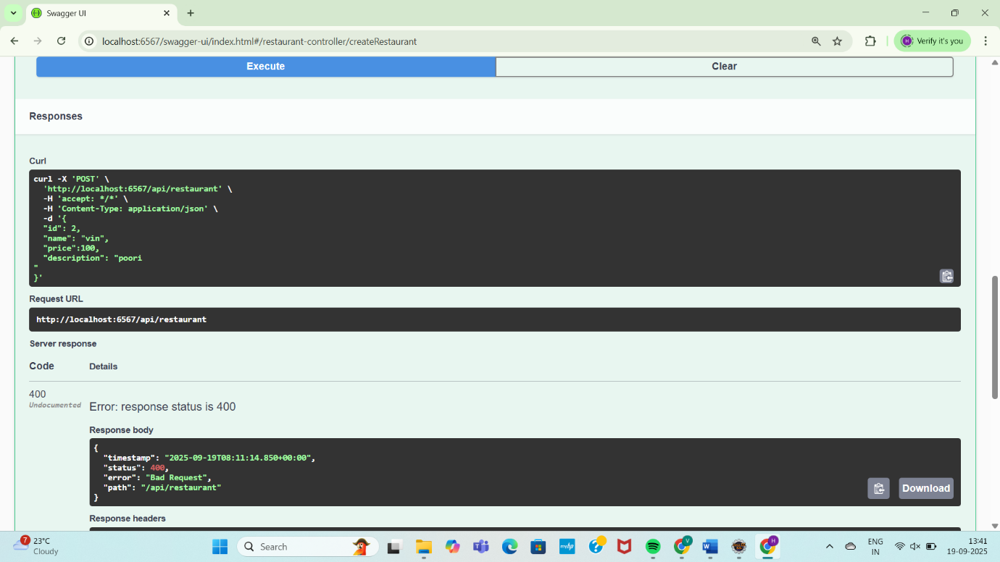 Swagger UI
localhost:6567/swagger-ui/index.html#/restaurant-controller/createRestaurant
H
Verify it's you
Execute
Clear
Responses
Curl
curl -X 'POST' \
'http://localhost:6567/api/restaurant' \
-H 'accept: */*' \
-H 'Content-Type: application/json' \
-d '{
"id": 2,
"name": "vin",
"price":100,
"description": "poori
"
}'
Request URL
http://localhost:6567/api/restaurant
Server response
Code
Details
400
Undocumented
Error: response status is 400
Response body
{
"timestamp": "2025-09-19T08:11:14.850+00:00",
"status": 400,
"error": "Bad Request",
"path": "/api/restaurant"
}
Download
Response headers
7
23°C
Cloudy
Search
myhp
V
W
H
ENG
IN
13:41
19-09-2025